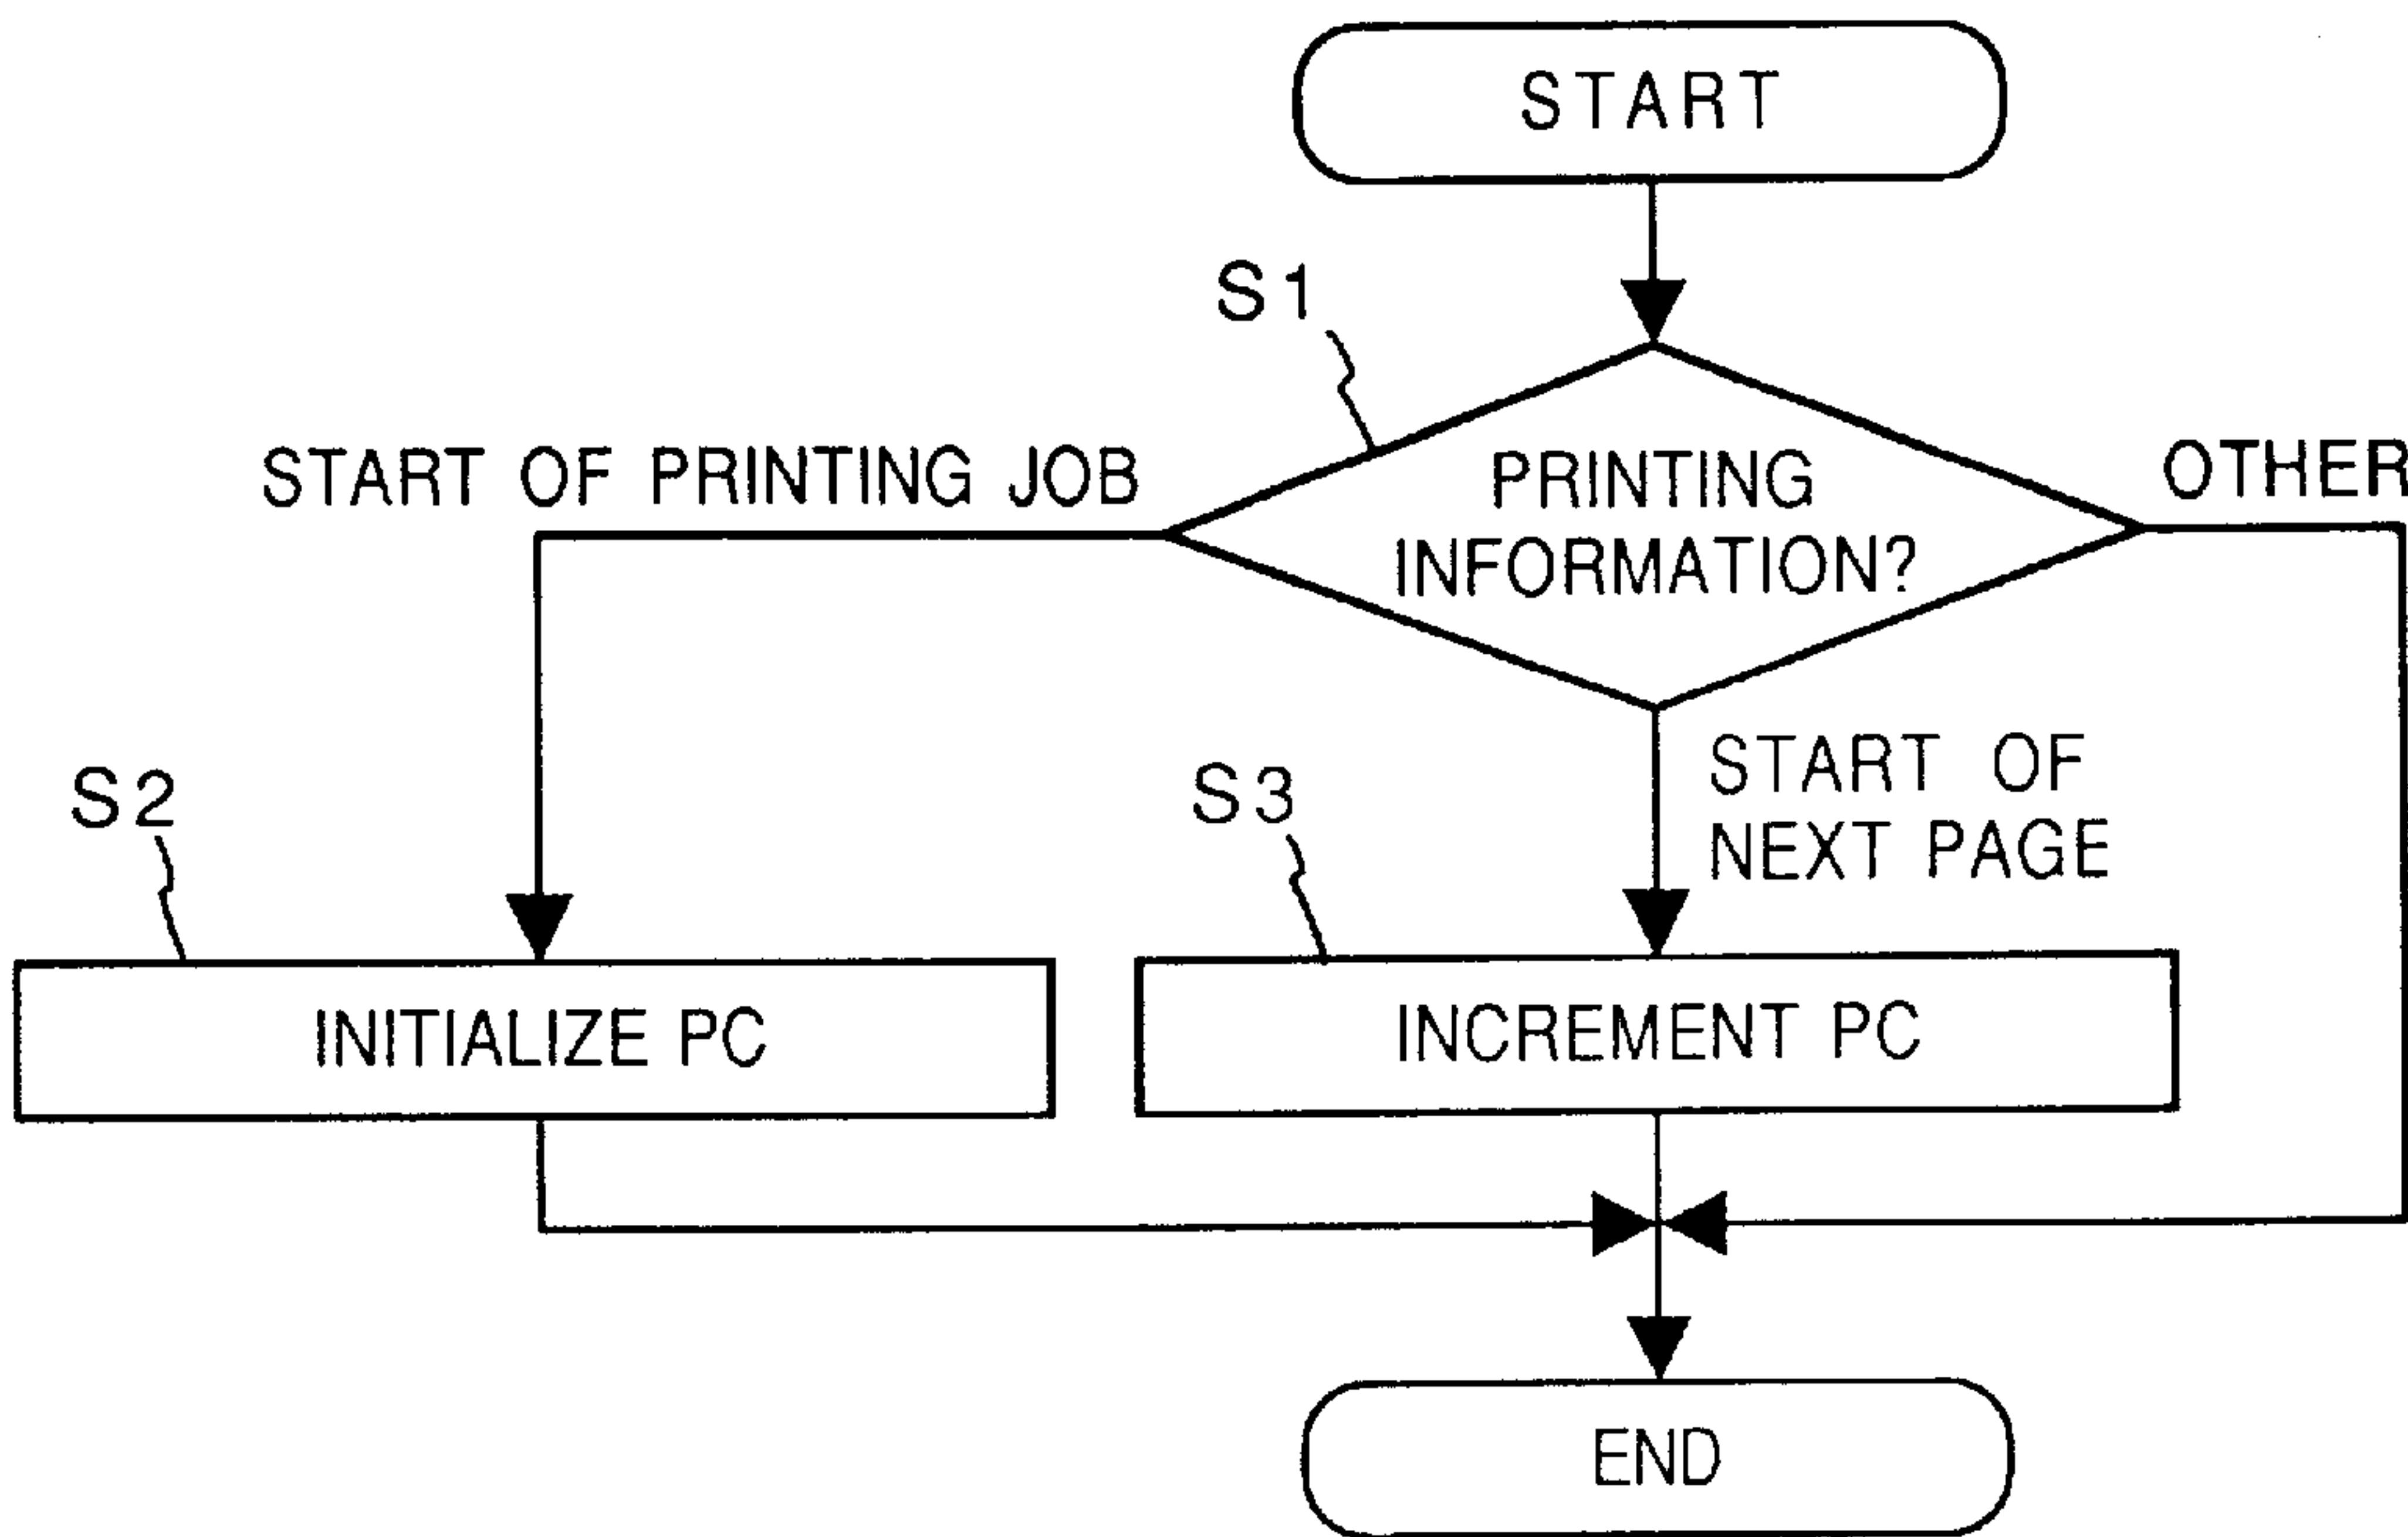 START
S1
START OF PRINTING JOB
PRINTING
INFORMATION?
OTHER
START OF
NEXT PAGE
S2
S3
INITIALIZE PC
INCREMENT PC
END